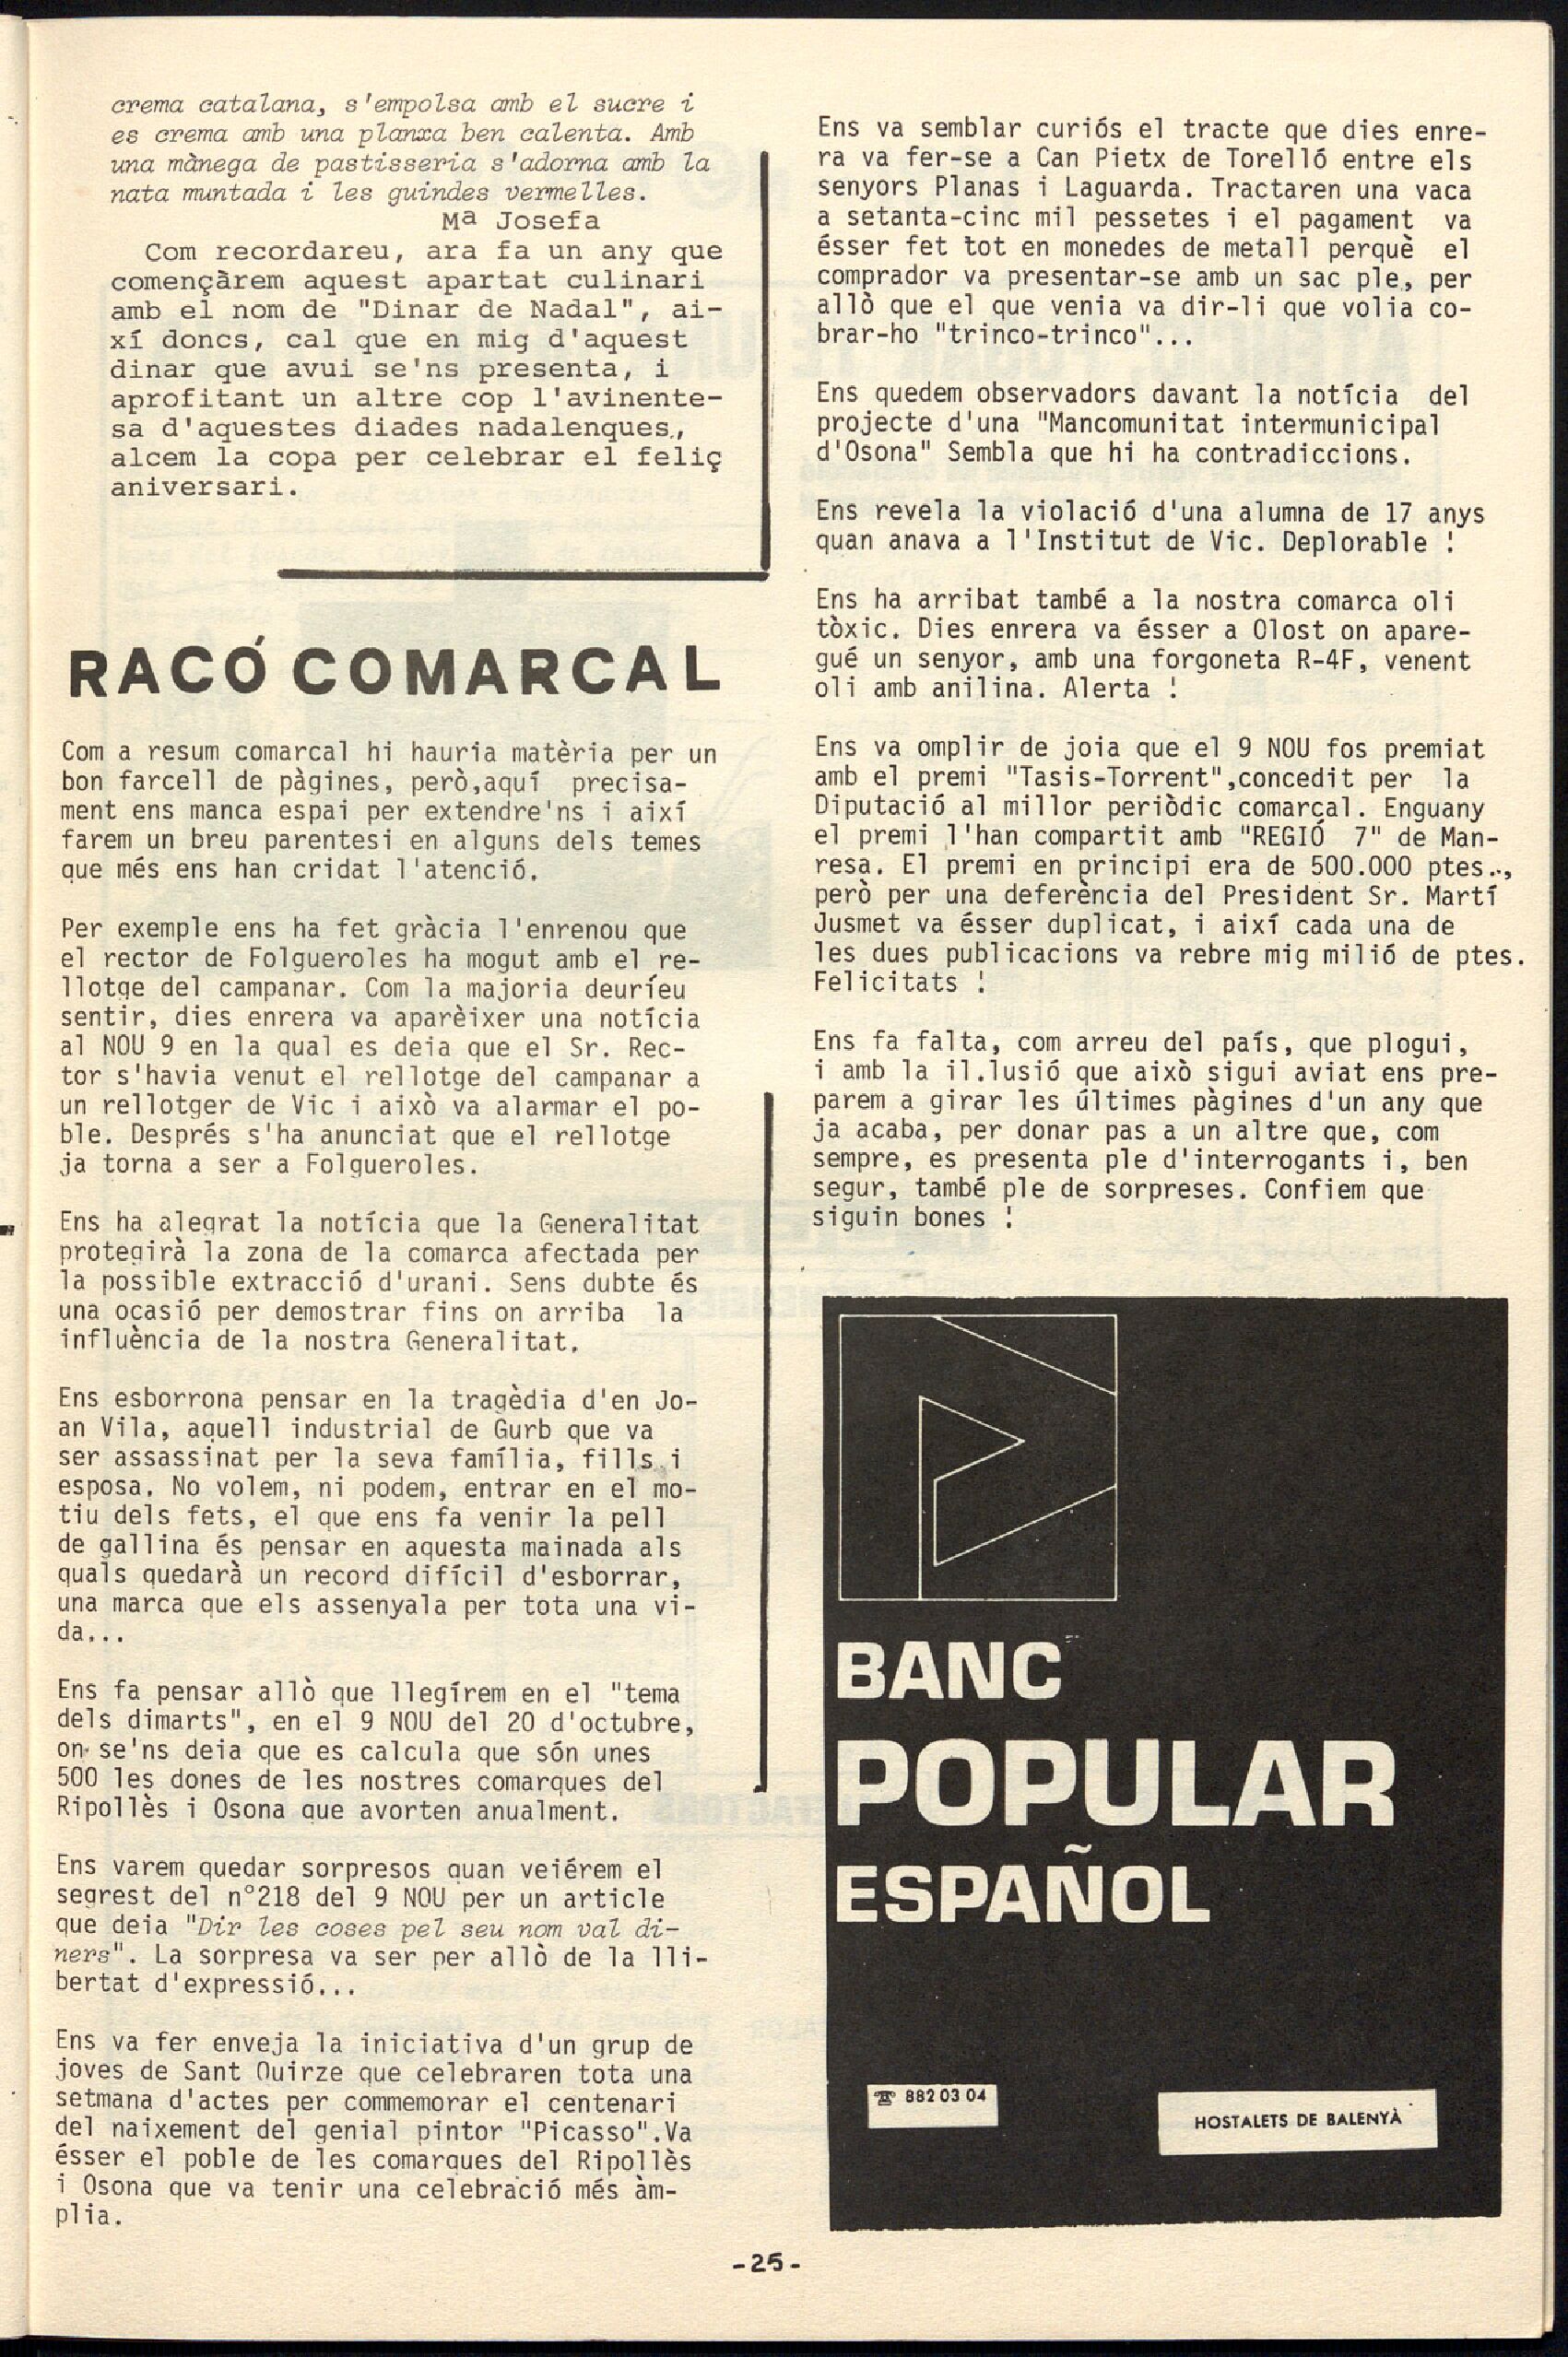 crema catalana, s'empolsa amb el sucre i
es crema amb una planxa ben calenta. Amb
una mànega de pastisseria s'adorna amb la
nata muntada i les guindes vermelles.
Mª Josefa
Com recordareu, ara fa un any que
començàrem aquest apartat culinari
amb el nom de "Dinar de Nadal", ai-
xí doncs, cal que en mig d'aquest
dinar que avui se'ns presenta, i
aprofitant un altre cop l'avinente-
sa d'aquestes diades nadalenques,
alcem la copa per celebrar el feliç
aniversari.
RACÓ COMARCAL
Com a resum comarcal hi hauria matèria per un
bon farcell de pàgines, però,aquí precisa-
ment ens manca espai per extendre'ns i així
farem un breu parentesi en alguns dels temes
que més ens han cridat l'atenció.
Per exemple ens ha fet gràcia l'enrenou que
el rector de Folgueroles ha mogut amb el re-
llotge del campanar. Com la majoria deuríeu
sentir, dies enrera va aparèixer una notícia
al NOU 9 en la qual es deia que el Sr. Rec-
tor s'havia venut el rellotge del campanar a
un rellotger de Vic i això va alarmar el po-
ble. Després s'ha anunciat que el rellotge
ja torna a ser a Folgueroles.
Ens ha alegrat la notícia que la Generalitat
protegirà la zona de la comarca afectada per
la possible extracció d'urani. Sens dubte és
una ocasió per demostrar fins on arriba la
influència de la nostra Generalitat.
Ens esborrona pensar en la tragèdia d'en Jo-
an Vila, aquell industrial de Gurb que va
ser assassinat per la seva família, fills i
esposa. No volem, ni podem, entrar en el mo-
tiu dels fets, el que ens fa venir la pell
de gallina és pensar en aquesta mainada als
quals quedarà un record difícil d'esborrar,
una marca que els assenyala per tota una vi-
da...
Ens fa pensar allò que llegírem en el "tema
dels dimarts", en el 9 NOU del 20 d'octubre,
on se'ns deia que es calcula que són unes
500 les dones de les nostres comarques del
Ripollès i Osona que avorten anualment.
Ens varem quedar sorpresos quan veiérem el
segrest del nº218 del 9 NOU per un article
que deia "Dir les coses pel seu nom val di-
ners". La sorpresa va ser per allò de la lli-
bertat d'expressió...
Ens va fer enveja la iniciativa d'un grup de
joves de Sant Quirze que celebraren tota una
setmana d'actes per commemorar el centenari
del naixement del genial pintor "Picasso".Va
ésser el poble de les comarques del Ripollès
i Osona que va tenir una celebració més àm-
plia.
Ens va semblar curiós el tracte que dies enre-
ra va fer-se a Can Pietx de Torelló entre els
senyors Planas i Laguarda. Tractaren una vaca
a setanta-cinc mil pessetes i el pagament va
ésser fet tot en monedes de metall perquè el
comprador va presentar-se amb un sac ple, per
allò que el que venia va dir-li que volia co-
brar-ho "trinco-trinco"...
Ens quedem observadors davant la notícia del
projecte d'una "Mancomunitat intermunicipal
d'Osona" Sembla que hi ha contradiccions.
Ens revela la violació d'una alumna de 17 anys
quan anava a l'Institut de Vic. Deplorable !
Ens ha arribat també a la nostra comarca oli
tòxic. Dies enrera va ésser a Olost on apare-
gué un senyor, amb una forgoneta R-4F, venent
oli amb anilina. Alerta !
Ens va omplir de joia que el 9 NOU fos premiat
amb el premi "Tasis-Torrent",concedit per la
Diputació al millor periòdic comarcal. Enguany
el premi l'han compartit amb "REGIÓ 7" de Man-
resa. El premi en principi era de 500.000 ptes.,
però per una deferència del President Sr. Martí
Jusmet va ésser duplicat, i així cada una de
les dues publicacions va rebre mig milió de ptes.
Felicitats !
Ens fa falta, com arreu del país, que plogui,
i amb la il.lusió que això sigui aviat ens pre-
parem a girar les últimes pàgines d'un any que
ja acaba, per donar pas a un altre que, com
sempre, es presenta ple d'interrogants i, ben
segur, també ple de sorpreses. Confiem que
siguin bones !
BANC
POPULAR
ESPAÑOL
☎ 882 03 04
HOSTALETS DE BALENYÀ
-25-